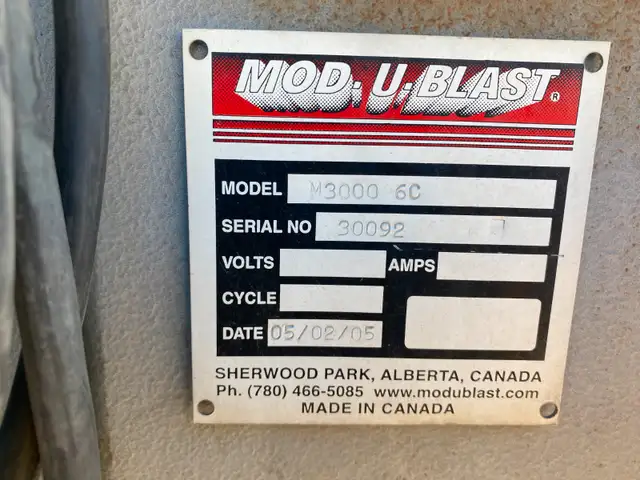 MOD-U-BLAST®
MODEL M3000 6C
SERIAL NO 30092
VOLTS AMPS
CYCLE
DATE 05/02/05
SHERWOOD PARK, ALBERTA, CANADA
Ph. (780) 466-5085 www.modublast.com
MADE IN CANADA